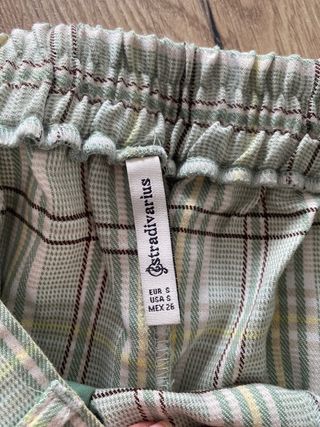 stradivarius
EUR S
USA S
MEX 26